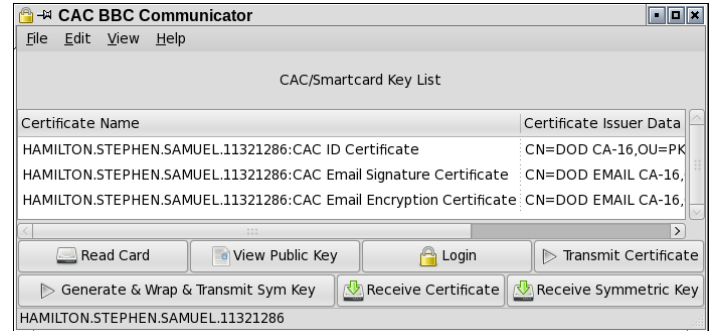 CAC BBC Communicator
File Edit View Help
CAC/Smartcard Key List
Certificate Name Certificate Issuer Data
HAMILTON.STEPHEN.SAMUEL.11321286:CAC ID Certificate CN=DOD CA-16,OU=PK
HAMILTON.STEPHEN.SAMUEL.11321286:CAC Email Signature Certificate CN=DOD EMAIL CA-16,
HAMILTON.STEPHEN.SAMUEL.11321286:CAC Email Encryption Certificate CN=DOD EMAIL CA-16,
Read Card View Public Key Login Transmit Certificate
Generate & Wrap & Transmit Sym Key Receive Certificate Receive Symmetric Key
HAMILTON.STEPHEN.SAMUEL.11321286